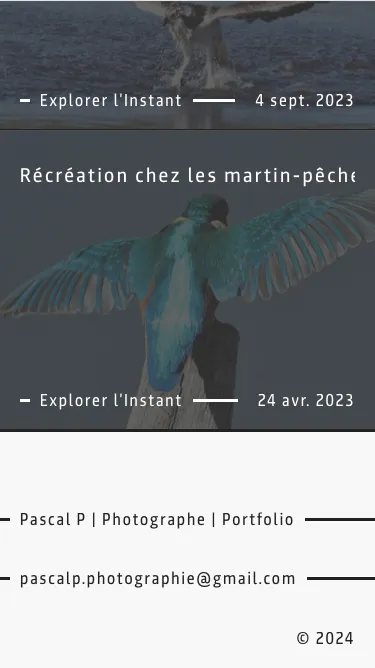 Explorer l'Instant 4 sept. 2023
Récréation chez les martin-pêche
Explorer l'Instant 24 avr. 2023
Pascal P | Photographe | Portfolio
pascalp.photographie@gmail.com
© 2024